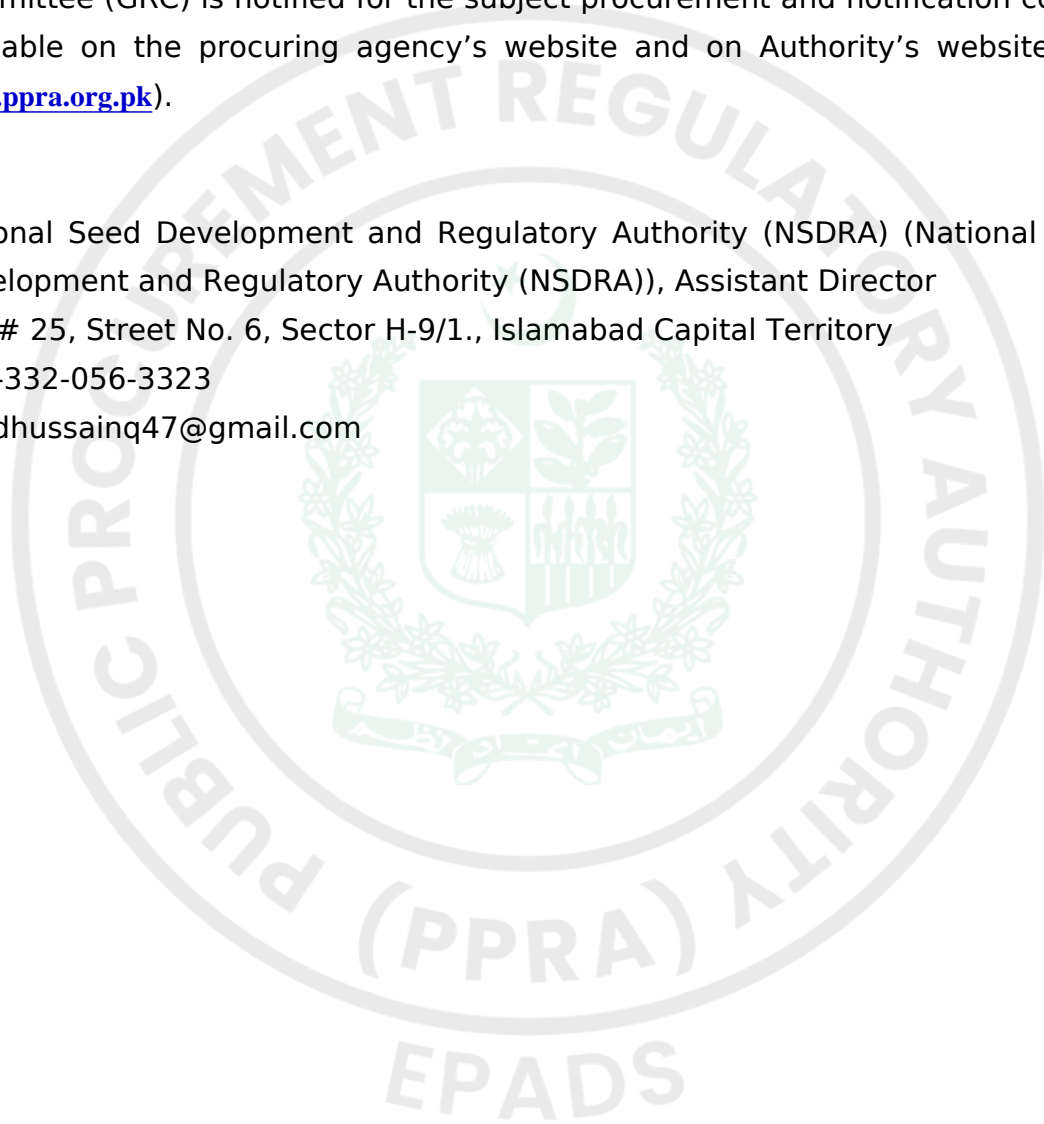 mittee (GRC) is notified for the subject procurement and notification co
able on the procuring agency’s website and on Authority’s website
.ppra.org.pk).
onal Seed Development and Regulatory Authority (NSDRA) (National
elopment and Regulatory Authority (NSDRA)), Assistant Director
# 25, Street No. 6, Sector H-9/1., Islamabad Capital Territory
-332-056-3323
dhussainq47@gmail.com
PUBLIC PROCUREMENT REGULATORY AUTHORITY
(PPRA)
EPADS